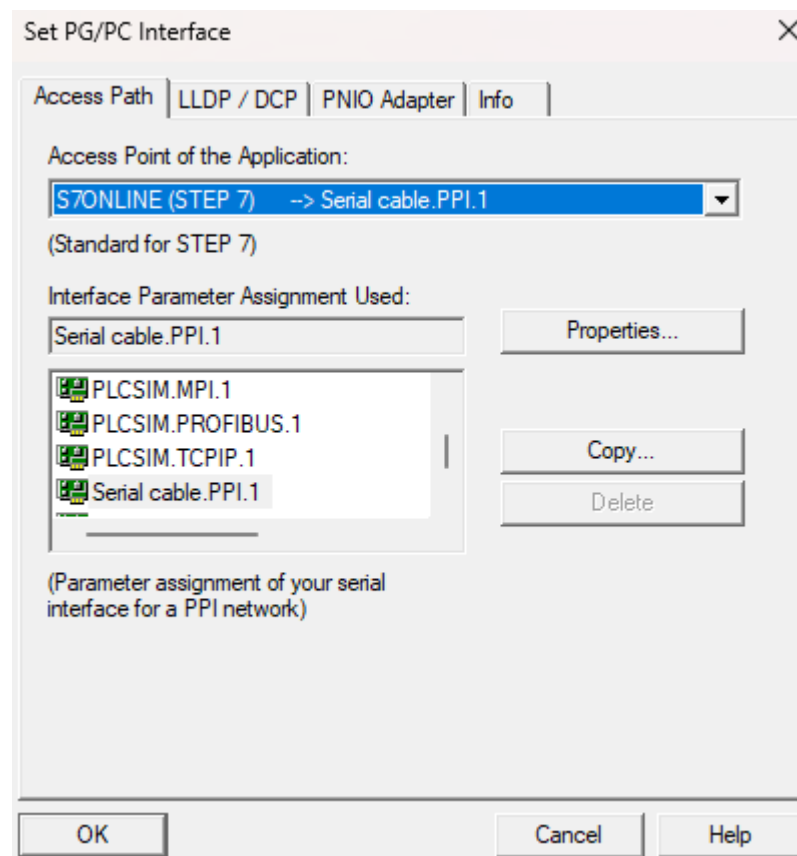 Set PG/PC Interface
Access Path LLDP / DCP PNIO Adapter Info
Access Point of the Application:
S7ONLINE (STEP 7) --> Serial cable.PPI.1
(Standard for STEP 7)
Interface Parameter Assignment Used:
Serial cable.PPI.1
Properties...
PLCSIM.MPI.1
PLCSIM.PROFIBUS.1
PLCSIM.TCPIP.1
Serial cable.PPI.1
Copy...
Delete
(Parameter assignment of your serial
interface for a PPI network)
OK Cancel Help